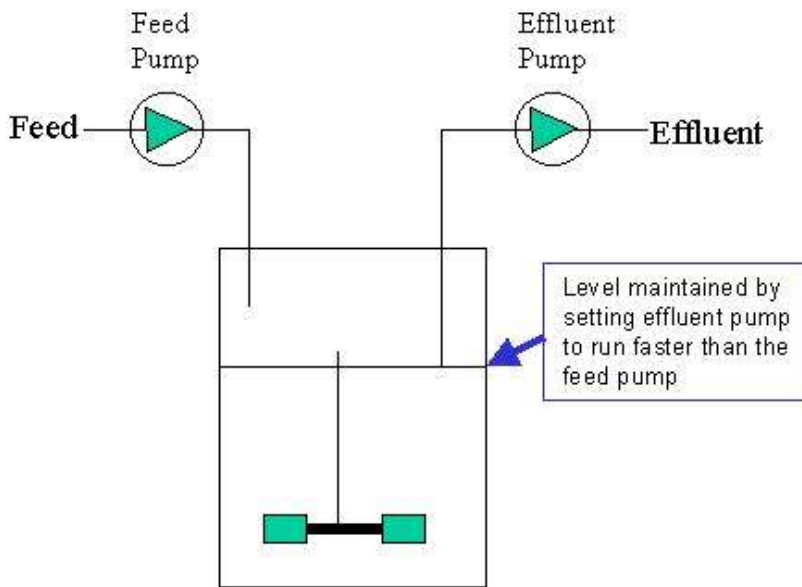 Feed
Pump
Effluent
Pump
Feed
Effluent
Level maintained by
setting effluent pump
to run faster than the
feed pump